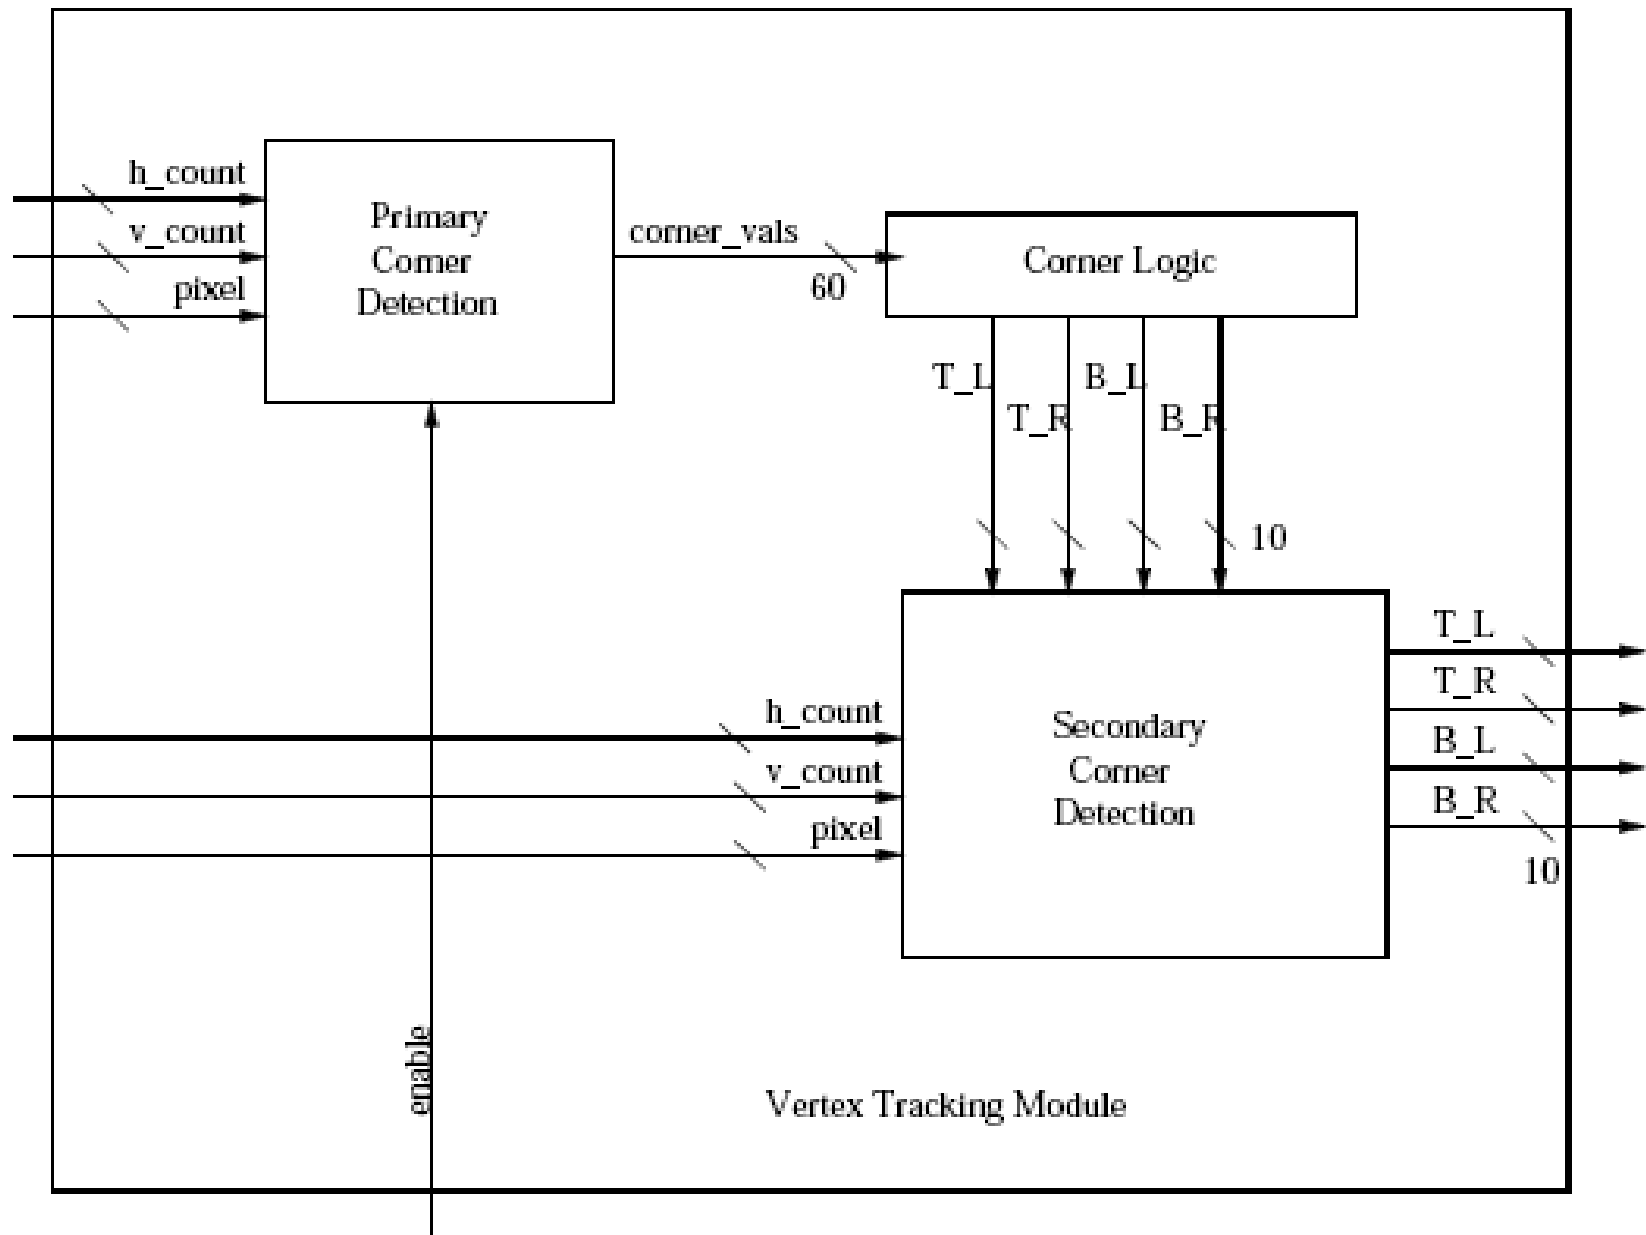 h_count
v_count
pixel
Primary
Corner
Detection
corner_vals
60
Corner Logic
T_L
B_L
T_R
B_R
10
h_count
v_count
pixel
Secondary
Corner
Detection
T_L
T_R
B_L
B_R
10
enable
Vertex Tracking Module